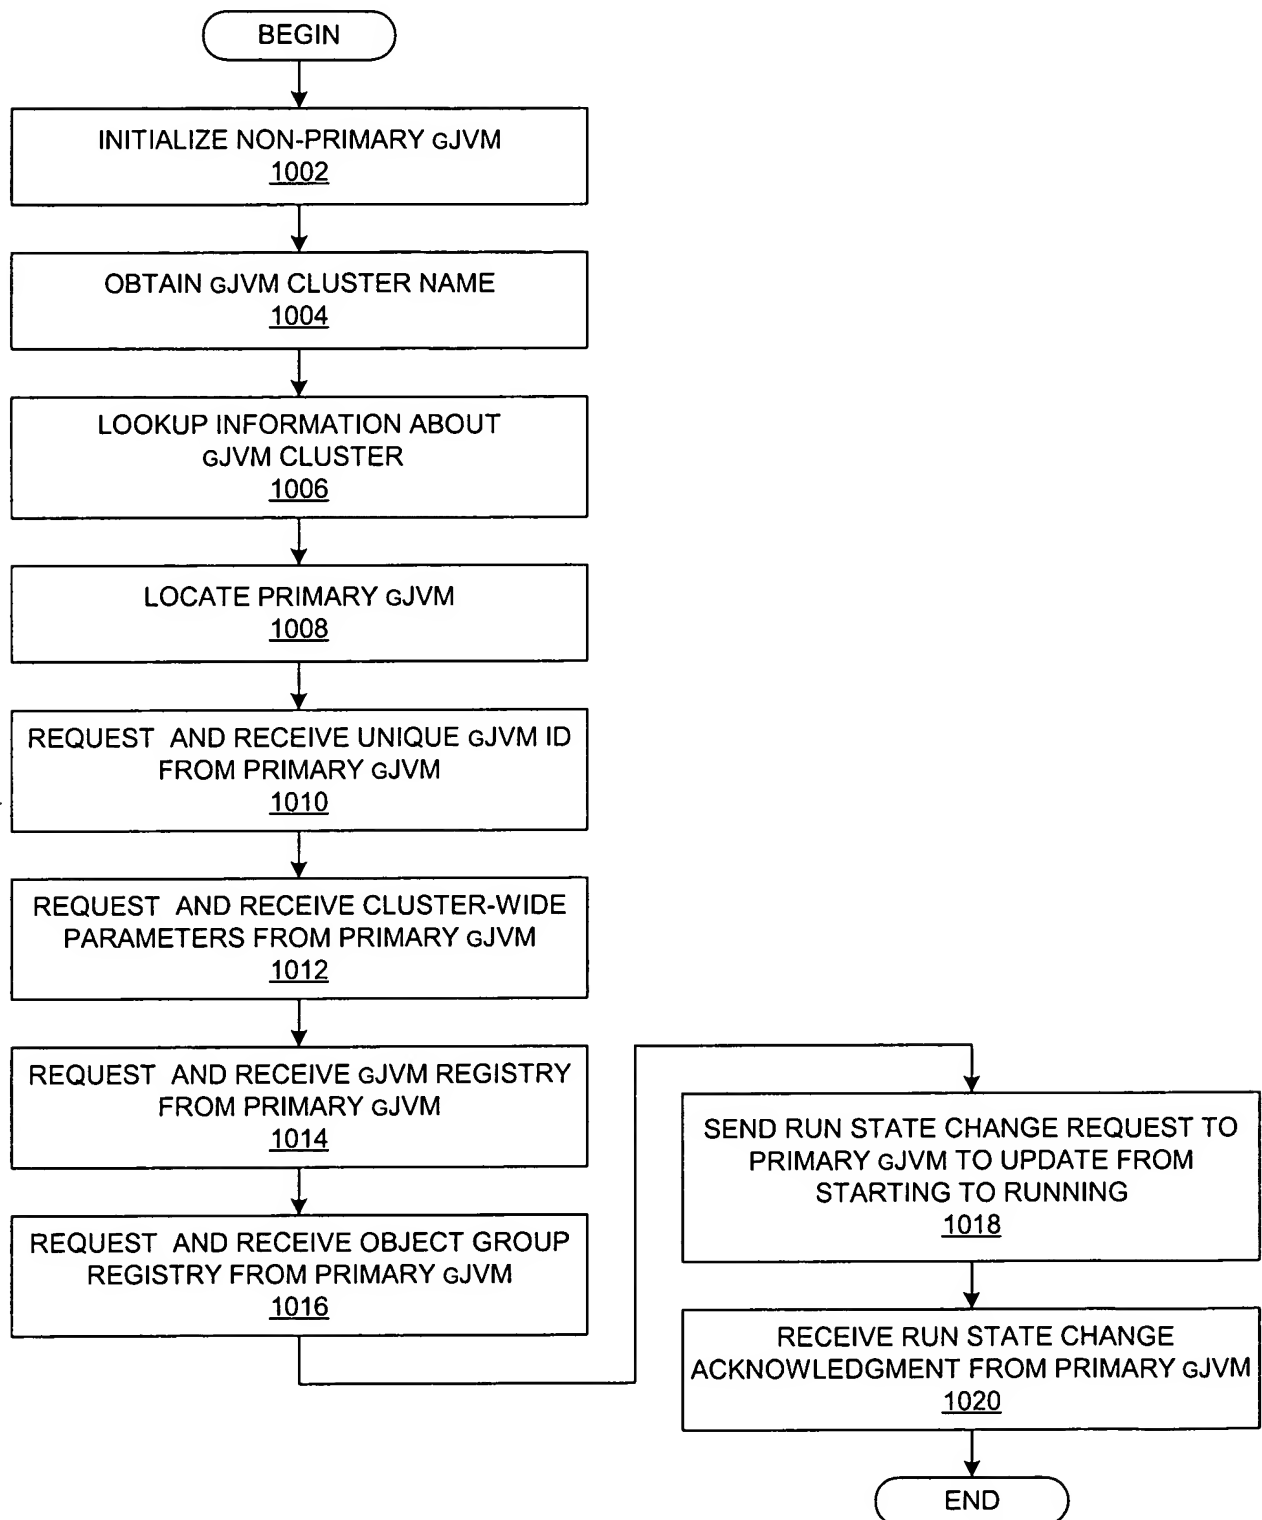 BEGIN
INITIALIZE NON-PRIMARY GJVM
1002
OBTAIN GJVM CLUSTER NAME
1004
LOOKUP INFORMATION ABOUT
GJVM CLUSTER
1006
LOCATE PRIMARY GJVM
1008
REQUEST AND RECEIVE UNIQUE GJVM ID
FROM PRIMARY GJVM
1010
REQUEST AND RECEIVE CLUSTER-WIDE
PARAMETERS FROM PRIMARY GJVM
1012
REQUEST AND RECEIVE GJVM REGISTRY
FROM PRIMARY GJVM
1014
REQUEST AND RECEIVE OBJECT GROUP
REGISTRY FROM PRIMARY GJVM
1016
SEND RUN STATE CHANGE REQUEST TO
PRIMARY GJVM TO UPDATE FROM
STARTING TO RUNNING
1018
RECEIVE RUN STATE CHANGE
ACKNOWLEDGMENT FROM PRIMARY GJVM
1020
END